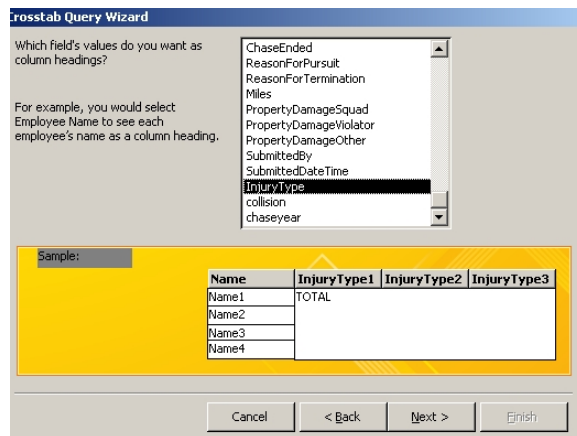 Crosstab Query Wizard
Which field's values do you want as
column headings?
For example, you would select
Employee Name to see each
employee's name as a column heading.
ChaseEnded
ReasonForPursuit
ReasonForTermination
Miles
PropertyDamageSquad
PropertyDamageViolator
PropertyDamageOther
SubmittedBy
SubmittedDateTime
InjuryType
collision
chaseyear
Sample:
Name InjuryType1 InjuryType2 InjuryType3
Name1 TOTAL
Name2
Name3
Name4
Cancel < Back Next > Finish